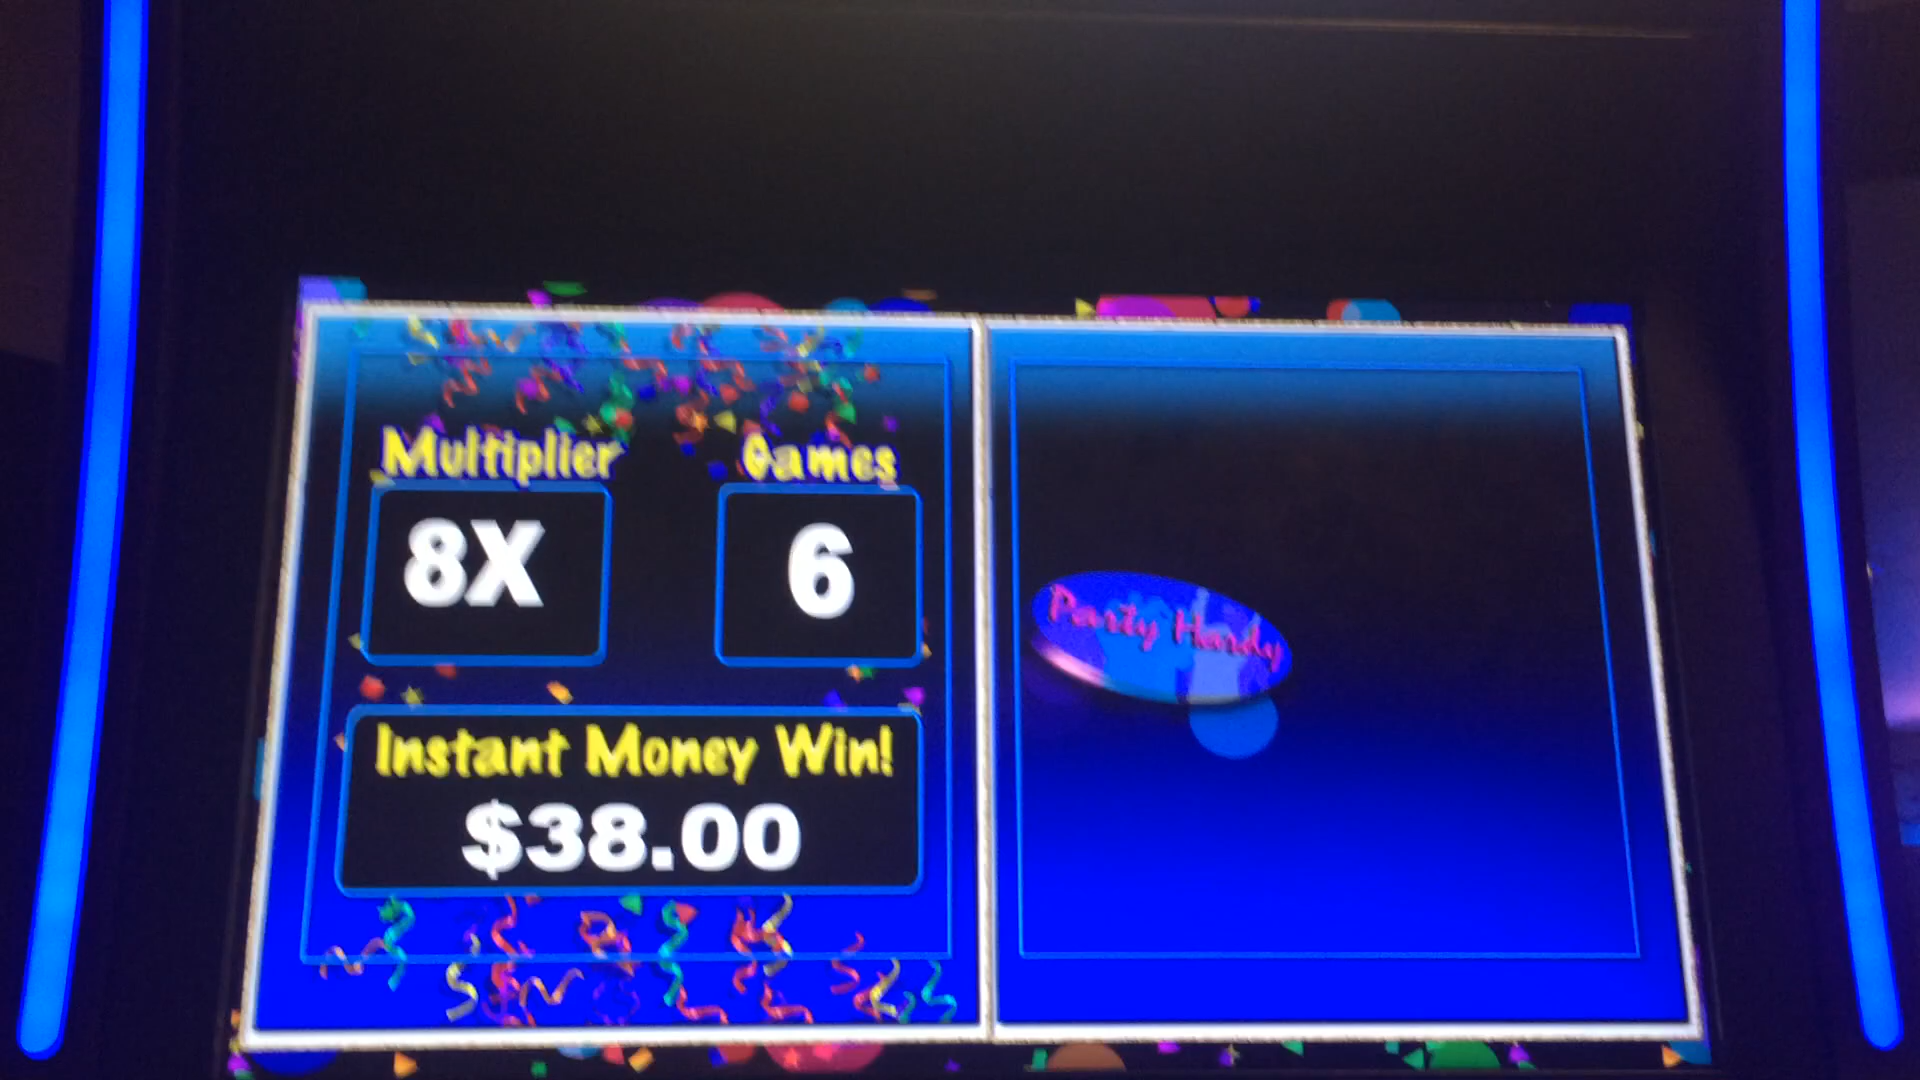 Multiplier
Games
8X
6
Instant Money Win!
$38.00
Party Hardy